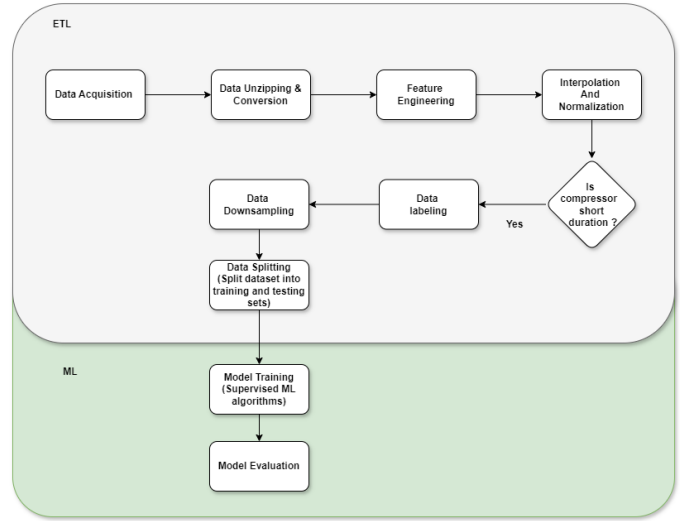 ETL
Data Acquisition
Data Unzipping &
Conversion
Feature
Engineering
Interpolation
And
Normalization
Is
compressor
short
duration ?
Yes
Data
labeling
Data
Downsampling
Data Splitting
(Split dataset into
training and testing
sets)
ML
Model Training
(Supervised ML
algorithms)
Model Evaluation